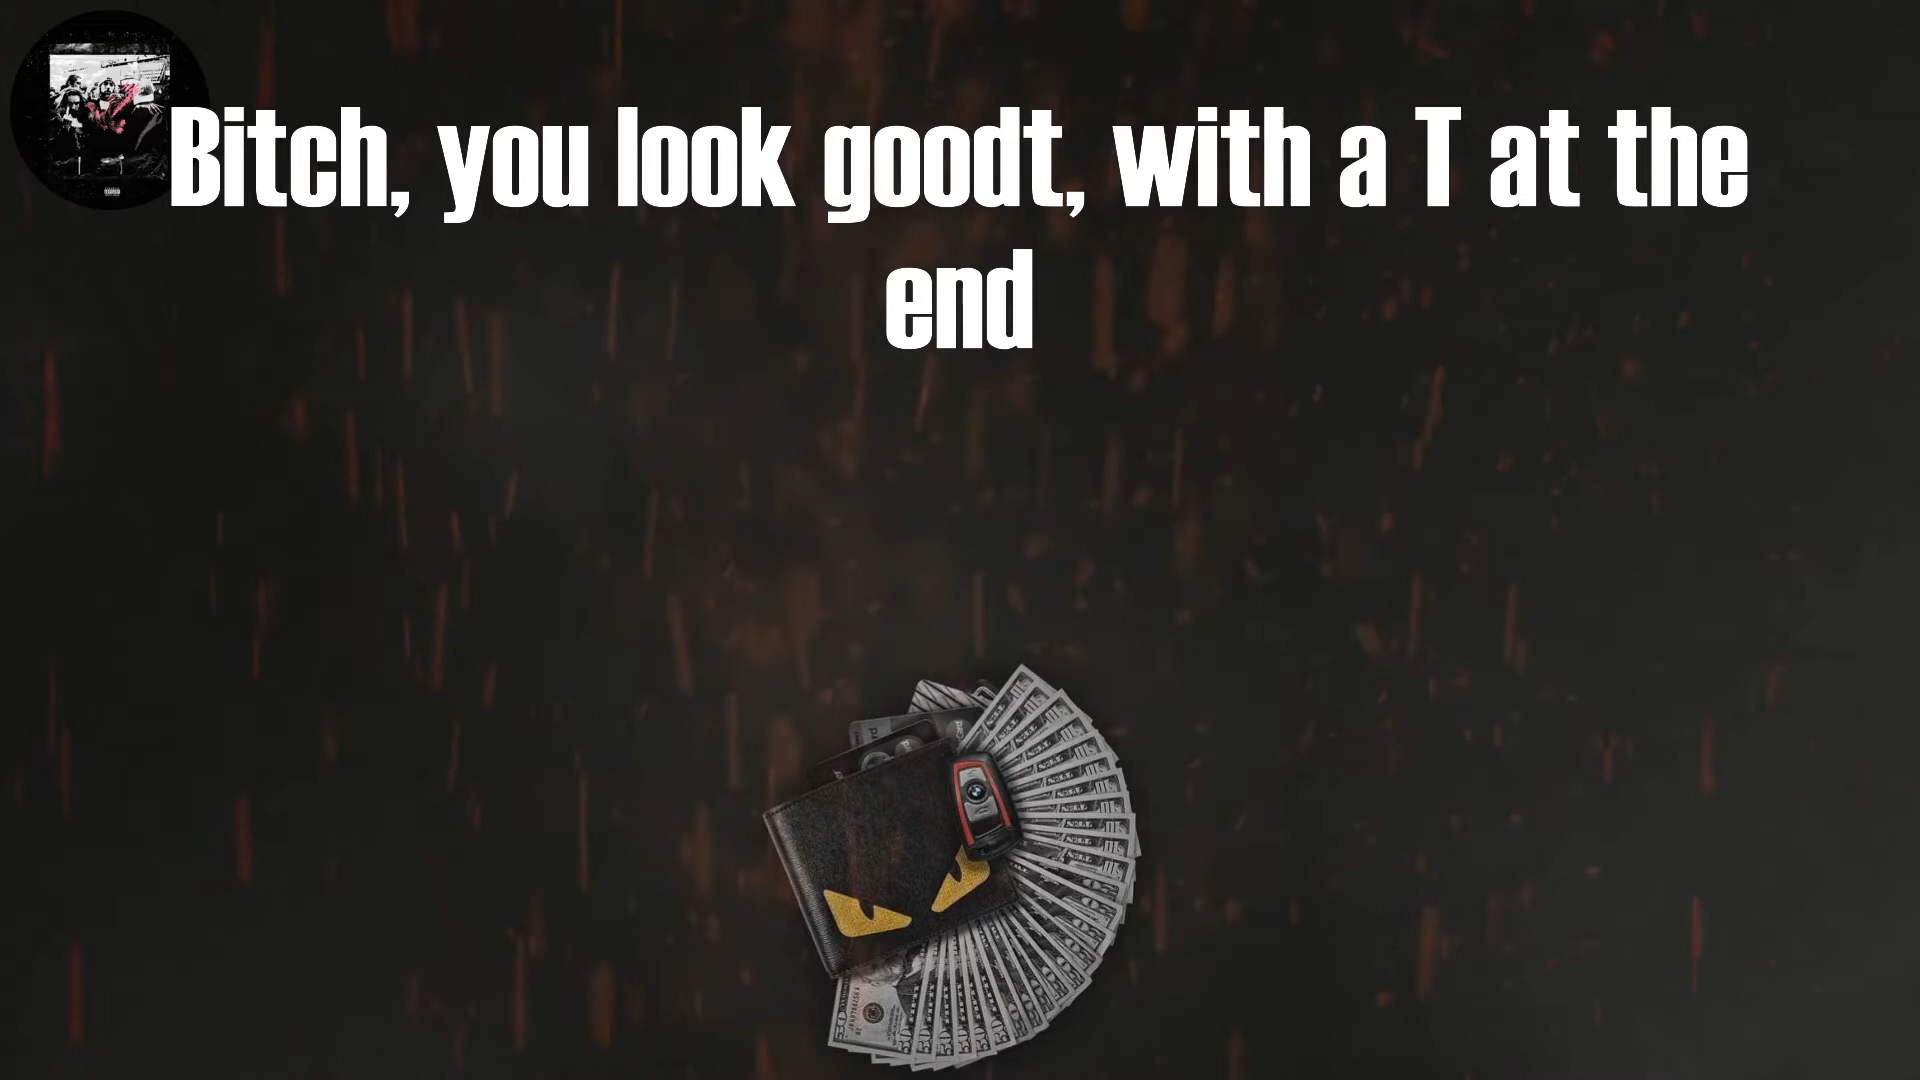 Bitch, you look goodt, with a T at the
end